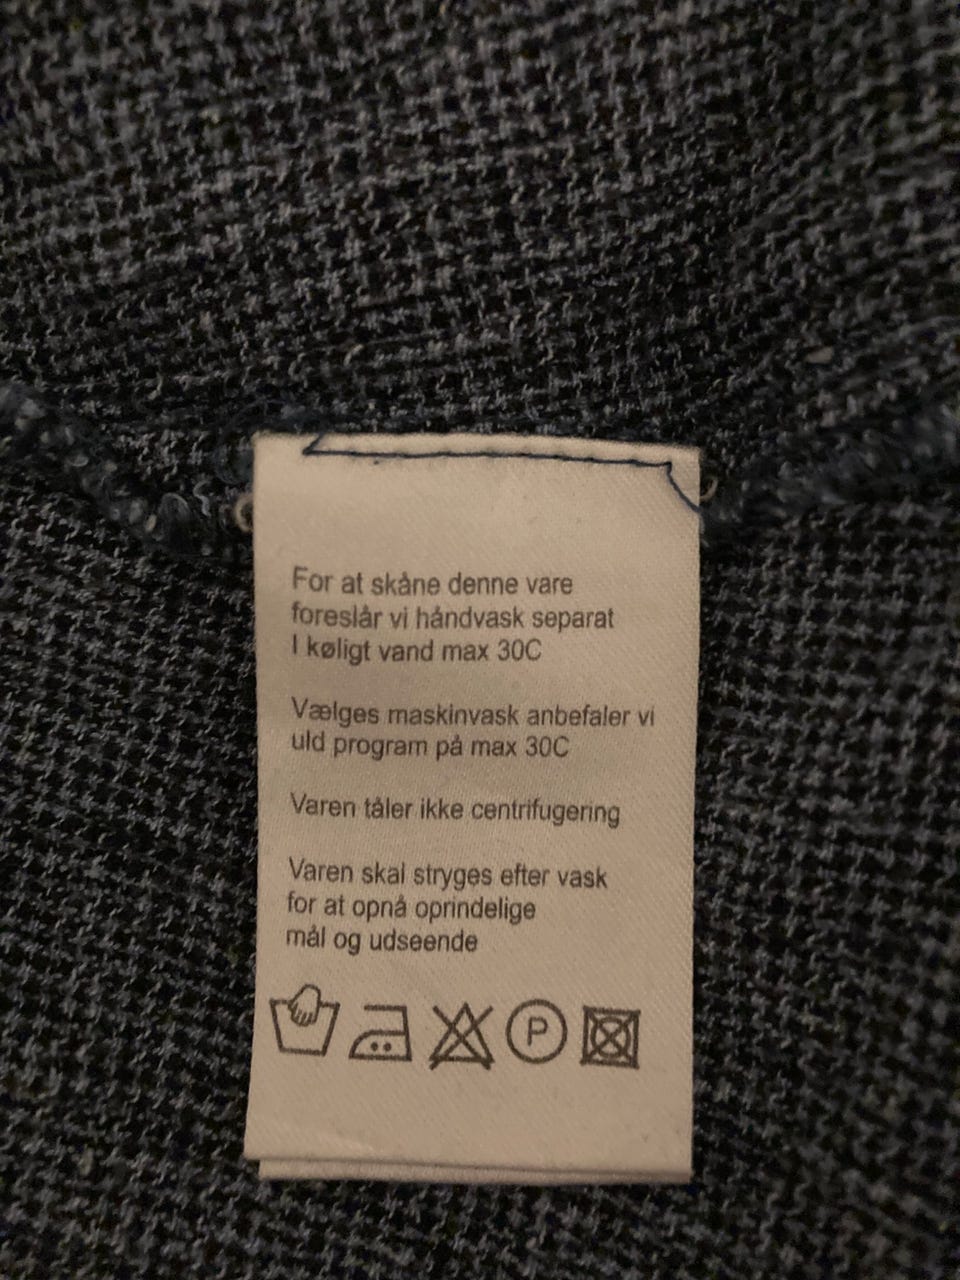 For at skåne denne vare
foreslår vi håndvask separat
I køligt vand max 30C
Vælges maskinvask anbefaler vi
uld program på max 30C
Varen tåler ikke centrifugering
Varen skal stryges efter vask
for at opnå oprindelige
mål og udseende
P